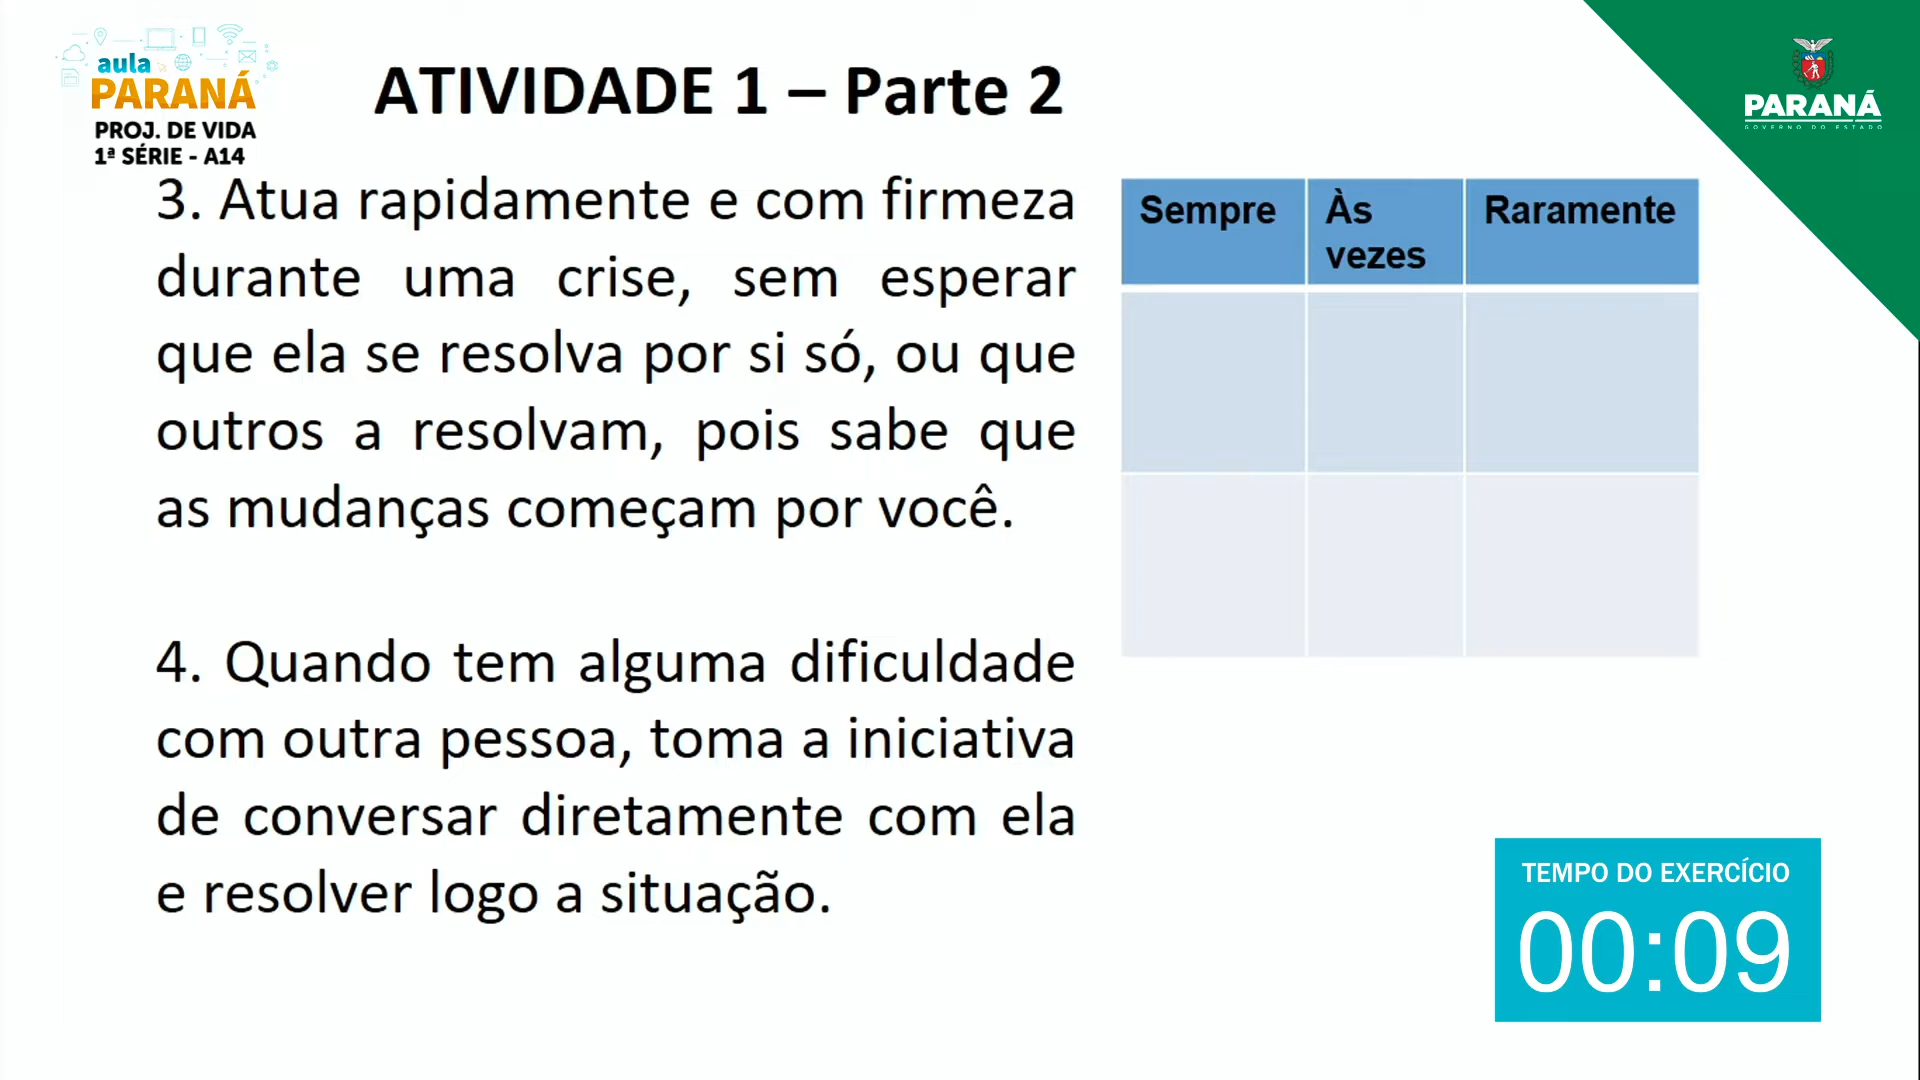 aula
PARANÁ
PROJ. DE VIDA
1ª SÉRIE - A14
ATIVIDADE 1 – Parte 2
PARANÁ
GOVERNO DO ESTADO
3. Atua rapidamente e com firmeza
durante uma crise, sem esperar
que ela se resolva por si só, ou que
outros a resolvam, pois sabe que
as mudanças começam por você.
4. Quando tem alguma dificuldade
com outra pessoa, toma a iniciativa
de conversar diretamente com ela
e resolver logo a situação.
Sempre
Às
vezes
Raramente
TEMPO DO EXERCÍCIO
00:09